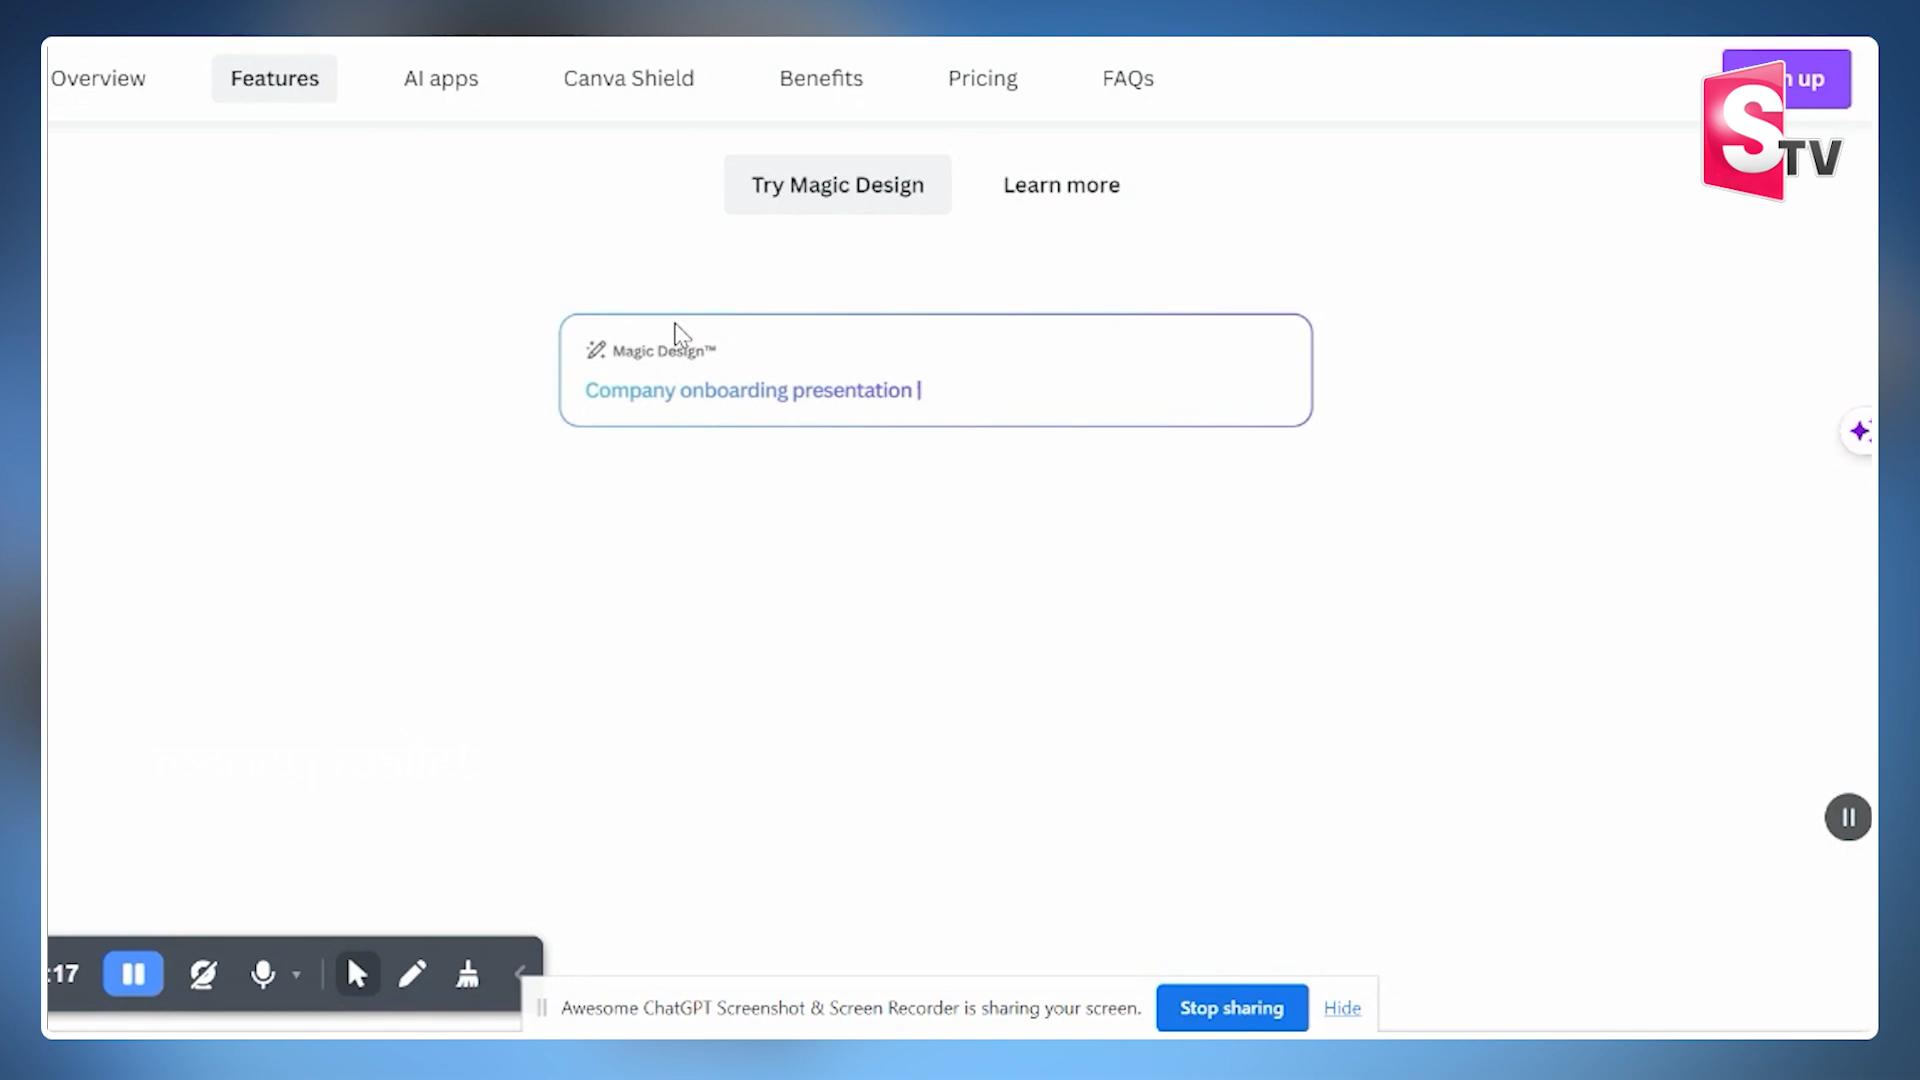 Overview Features AI apps Canva Shield Benefits Pricing FAQs up
STV
Try Magic Design Learn more
Magic Design™
Company onboarding presentation
:17
Awesome ChatGPT Screenshot & Screen Recorder is sharing your screen. Stop sharing Hide